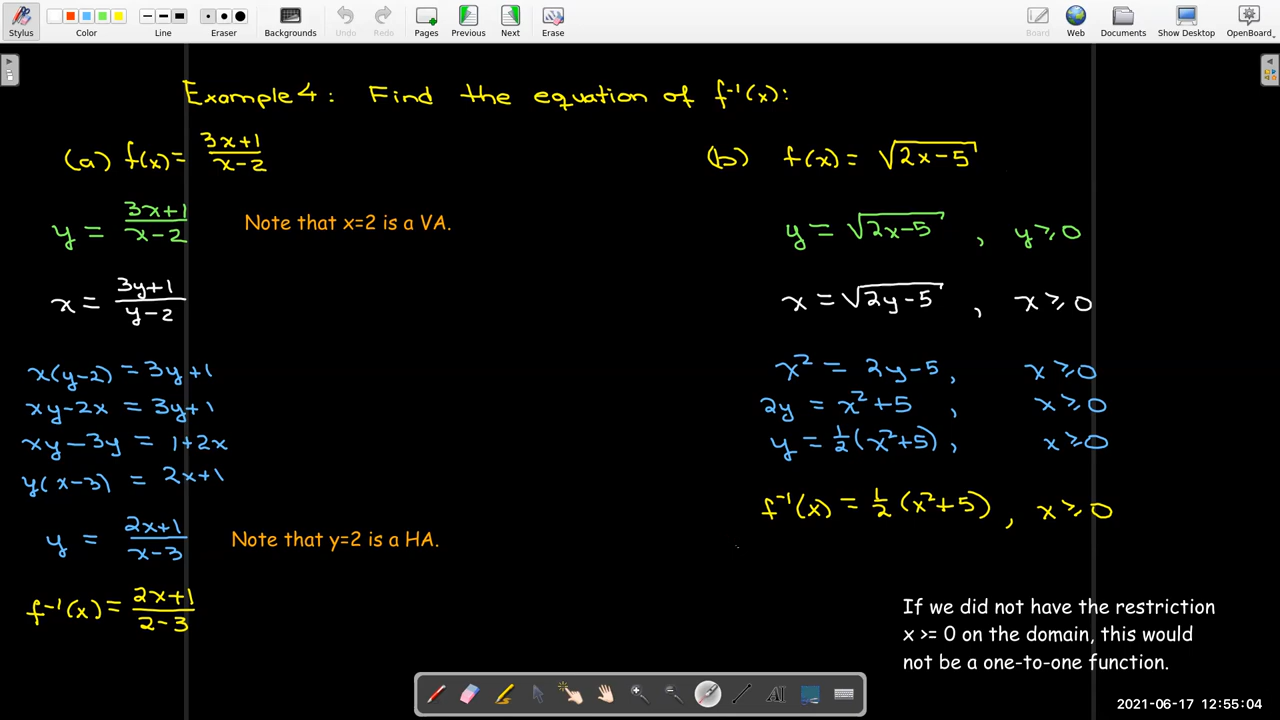 Stylus
Color
Line
Eraser
Backgrounds
Undo
Redo
Pages
Previous
Next
Erase
Board
Web
Documents
Show Desktop
OpenBoard
Example 4: Find the equation of f⁻¹(x):
(a) f(x) = (3x+1)/(x-2)
y = (3x+1)/(x-2)
Note that x=2 is a VA.
x = (3y+1)/(y-2)
x(y-2) = 3y+1
xy-2x = 3y+1
xy-3y = 1+2x
y(x-3) = 2x+1
y = (2x+1)/(x-3)
Note that y=2 is a HA.
f⁻¹(x) = (2x+1)/(2-3)
(b) f(x) = √(2x-5)
y = √(2x-5) , y ≥ 0
x = √(2y-5) , x ≥ 0
x² = 2y-5 , x ≥ 0
2y = x²+5 , x ≥ 0
y = ½(x²+5) , x ≥ 0
f⁻¹(x) = ½(x²+5) , x ≥ 0
If we did not have the restriction
x >= 0 on the domain, this would
not be a one-to-one function.
AI
2021-06-17 12:55:04